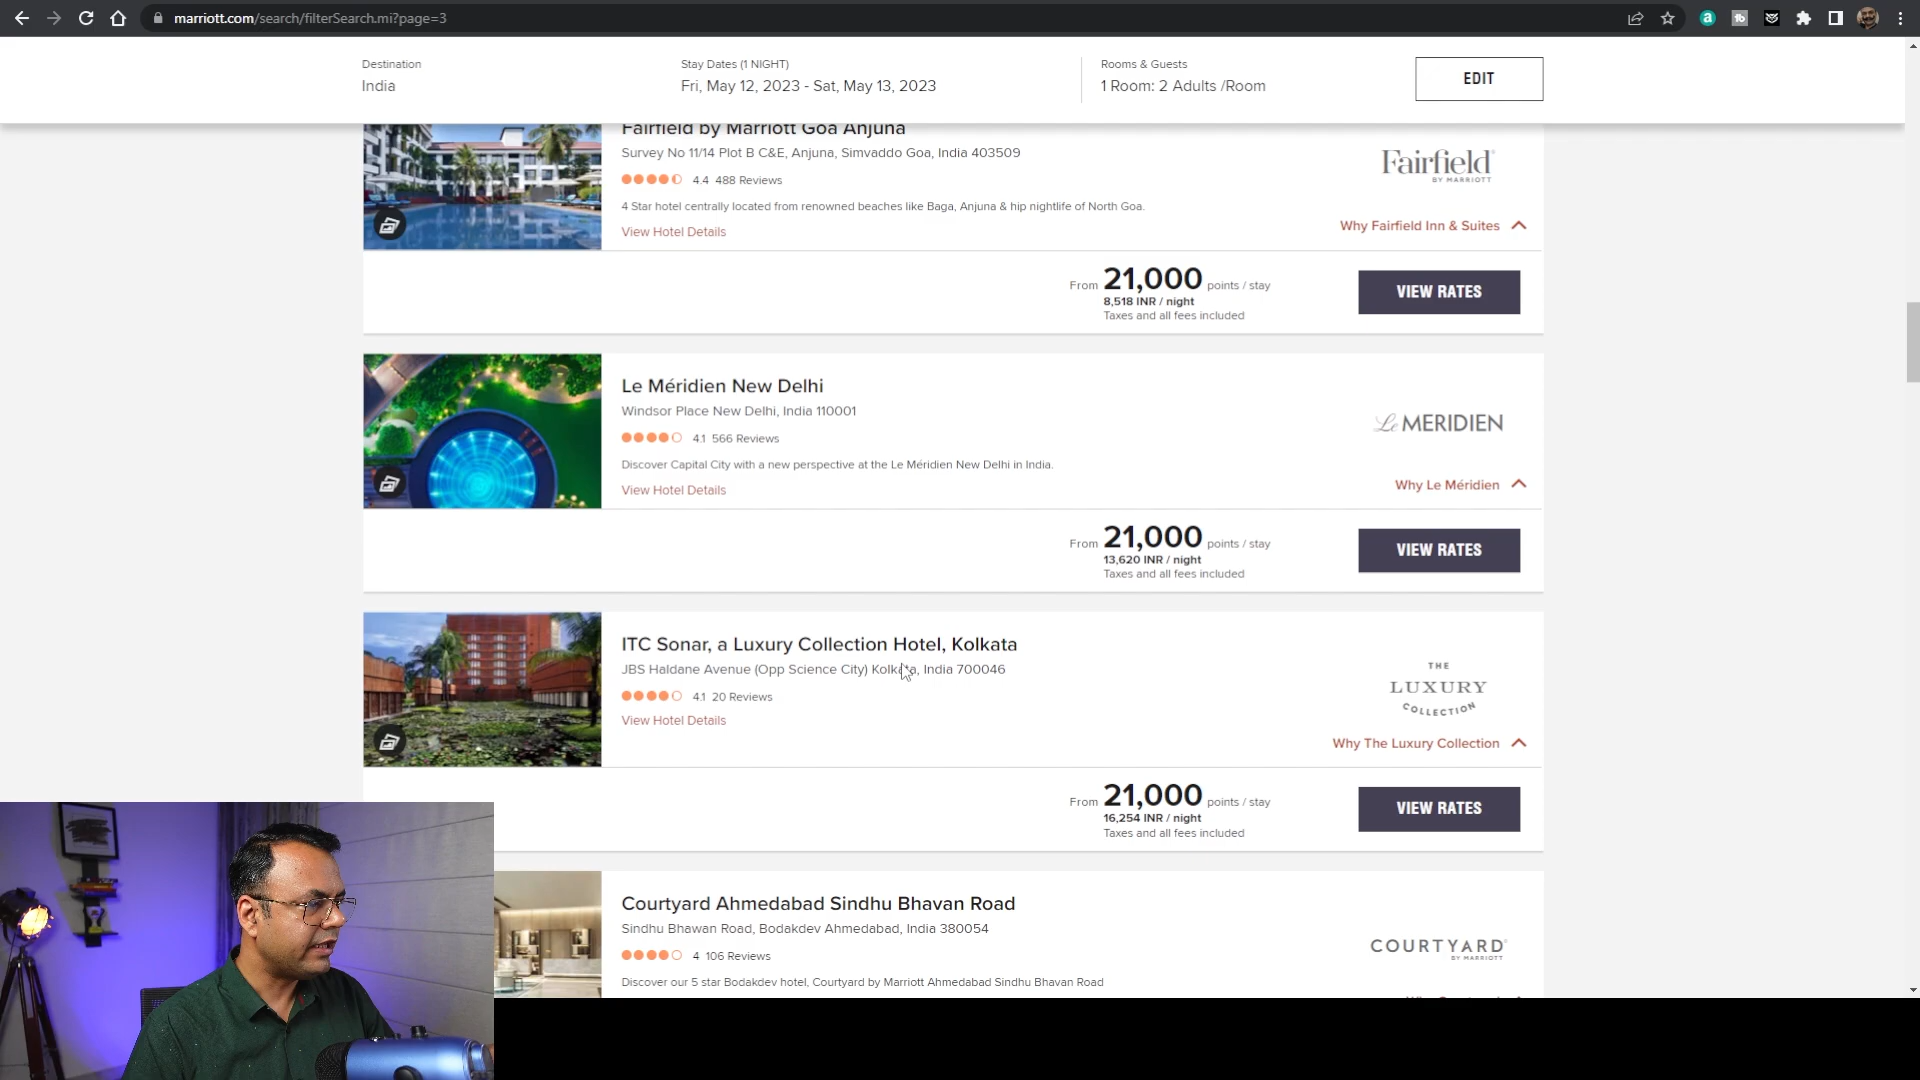 marriott.com/search/filterSearch.mi?page=3
Destination
India
Stay Dates (1 NIGHT)
Fri, May 12, 2023 - Sat, May 13, 2023
Rooms & Guests
1 Room: 2 Adults /Room
EDIT
Fairfield by Marriott Goa Anjuna
Survey No 11/14 Plot B C&E, Anjuna, Simvaddo Goa, India 403509
4.4 488 Reviews
4 Star hotel centrally located from renowned beaches like Baga, Anjuna & hip nightlife of North Goa.
View Hotel Details
Fairfield
BY MARRIOTT
Why Fairfield Inn & Suites
From 21,000 points / stay
8,518 INR / night
Taxes and all fees included
VIEW RATES
Le Méridien New Delhi
Windsor Place New Delhi, India 110001
4.1 566 Reviews
Discover Capital City with a new perspective at the Le Méridien New Delhi in India.
View Hotel Details
Le MERIDIEN
Why Le Méridien
From 21,000 points / stay
13,620 INR / night
Taxes and all fees included
VIEW RATES
ITC Sonar, a Luxury Collection Hotel, Kolkata
JBS Haldane Avenue (Opp Science City) Kolkata, India 700046
4.1 20 Reviews
View Hotel Details
THE
LUXURY
COLLECTION
Why The Luxury Collection
From 21,000 points / stay
16,254 INR / night
Taxes and all fees included
VIEW RATES
Courtyard Ahmedabad Sindhu Bhavan Road
Sindhu Bhawan Road, Bodakdev Ahmedabad, India 380054
4 106 Reviews
Discover our 5 star Bodakdev hotel, Courtyard by Marriott Ahmedabad Sindhu Bhavan Road
COURTYARD
BY MARRIOTT